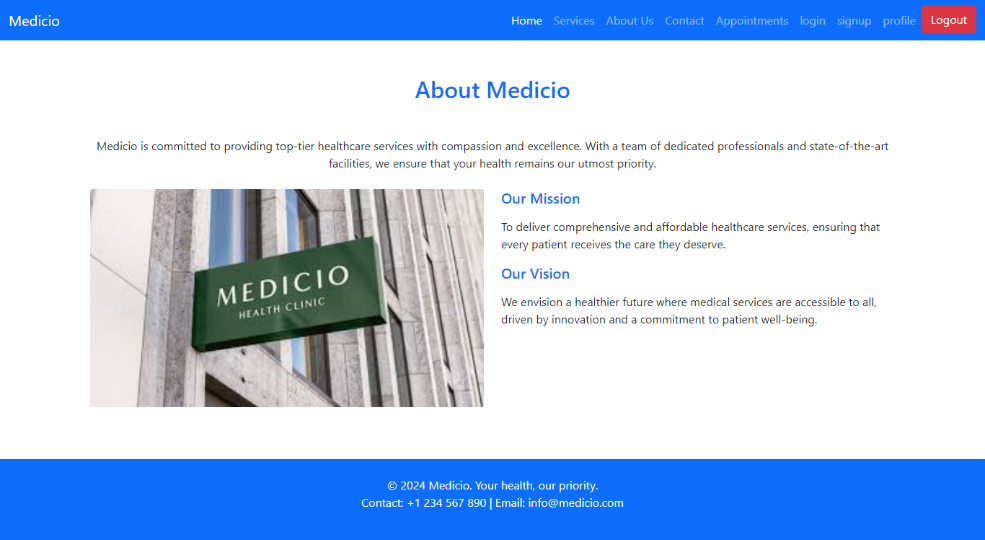 Medicio
Home Services About Us Contact Appointments login signup profile Logout
About Medicio
Medicio is committed to providing top-tier healthcare services with compassion and excellence. With a team of dedicated professionals and state-of-the-art
facilities, we ensure that your health remains our utmost priority.
MEDICIO
HEALTH CLINIC
Our Mission
To deliver comprehensive and affordable healthcare services, ensuring that
every patient receives the care they deserve.
Our Vision
We envision a healthier future where medical services are accessible to all,
driven by innovation and a commitment to patient well-being.
© 2024 Medicio. Your health, our priority.
Contact: +1 234 567 890 | Email: info@medicio.com